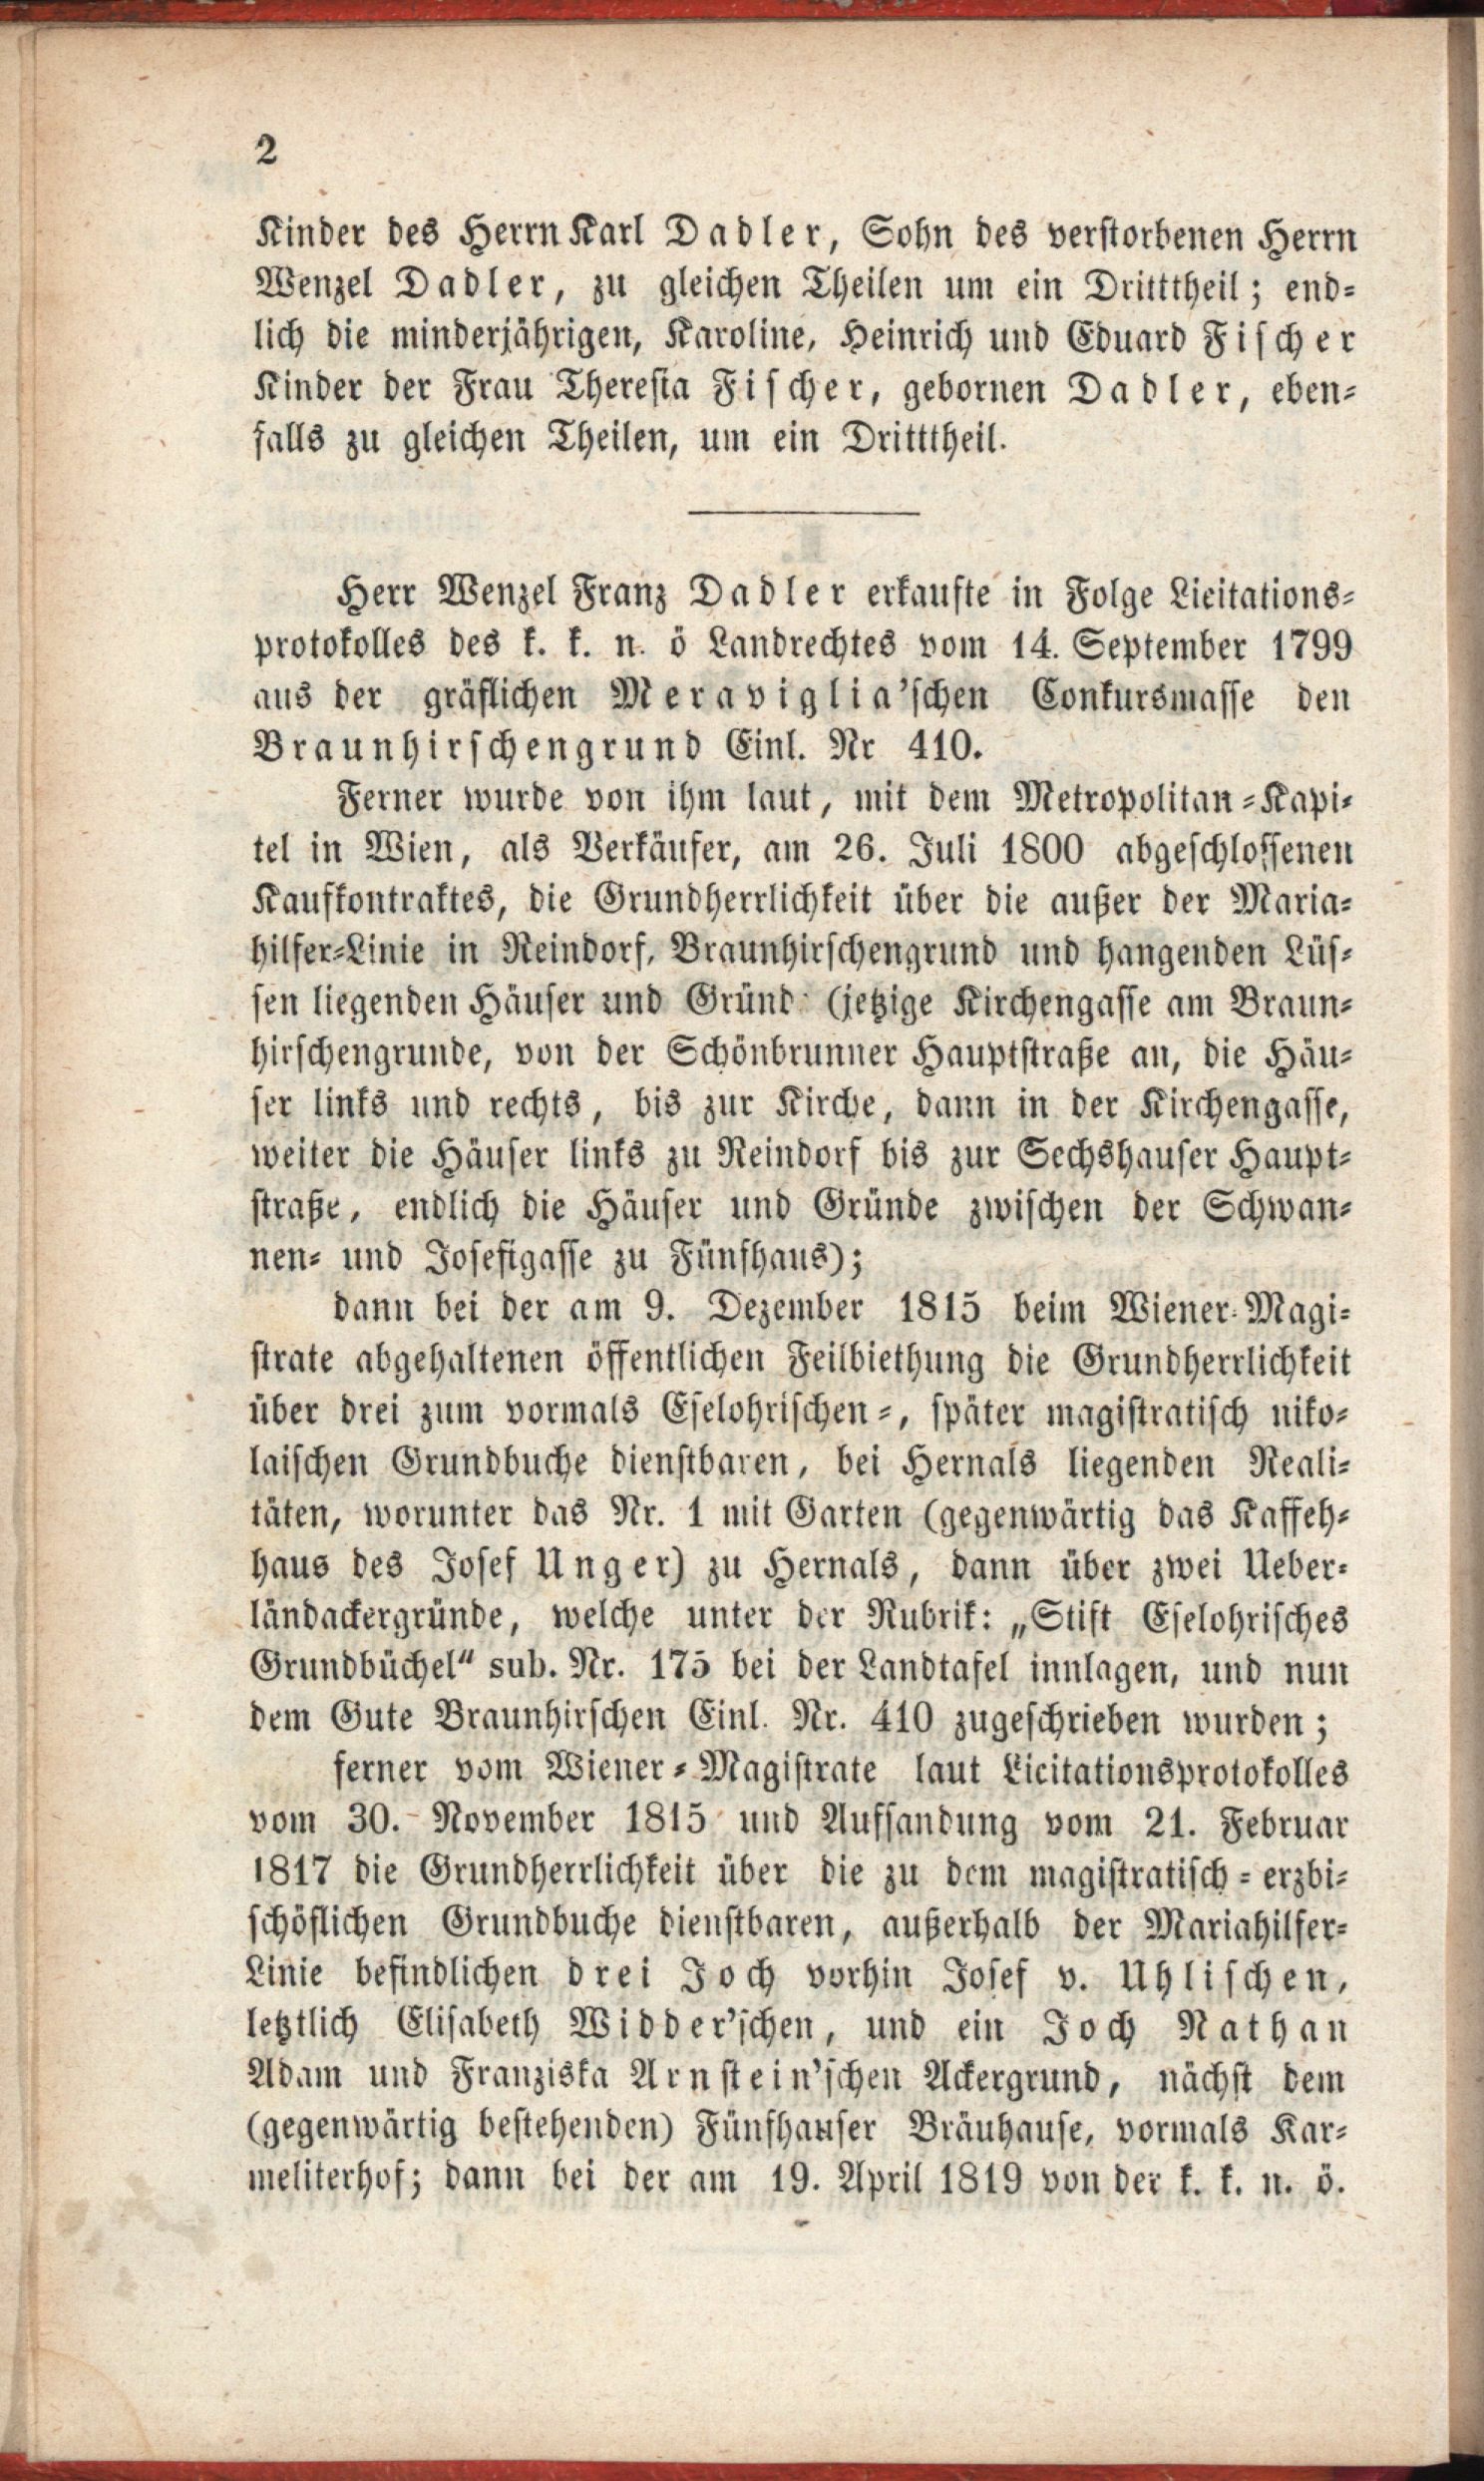 2
Kinder des Herrn Karl Dadler, Sohn des verstorbenen Herrn
Wenzel Dadler, zu gleichen Theilen um ein Dritttheil; end-
lich die minderjährigen, Karoline, Heinrich und Eduard Fischer
Kinder der Frau Theresia Fischer, gebornen Dadler, eben-
falls zu gleichen Theilen, um ein Dritttheil.
Herr Wenzel Franz Dadler erkaufte in Folge Licitations-
protokolles des k. k. n. ö Landrechtes vom 14. September 1799
aus der gräflichen Meraviglia'schen Conkursmasse den
Braunhirschengrund Einl. Nr 410.
Ferner wurde von ihm laut, mit dem Metropolitan-Kapi-
tel in Wien, als Verkäufer, am 26. Juli 1800 abgeschlossenen
Kaufkontraktes, die Grundherrlichkeit über die außer der Maria-
hilfer-Linie in Reindorf, Braunhirschengrund und hangenden Lüs-
sen liegenden Häuser und Gründ (jetzige Kirchengasse am Braun-
hirschengrunde, von der Schönbrunner Hauptstraße an, die Häu-
ser links und rechts, bis zur Kirche, dann in der Kirchengasse,
weiter die Häuser links zu Reindorf bis zur Sechshauser Haupt-
straße, endlich die Häuser und Gründe zwischen der Schwan-
nen- und Josefigasse zu Fünfhaus);
dann bei der am 9. Dezember 1815 beim Wiener-Magi-
strate abgehaltenen öffentlichen Feilbiethung die Grundherrlichkeit
über drei zum vormals Eselohrischen-, später magistratisch niko-
laischen Grundbuche dienstbaren, bei Hernals liegenden Reali-
täten, worunter das Nr. 1 mit Garten (gegenwärtig das Kaffeh-
haus des Josef Unger) zu Hernals, dann über zwei Ueber-
ländackergründe, welche unter der Rubrik: „Stift Eselohrisches
Grundbüchel“ sub. Nr. 175 bei der Landtafel innlagen, und nun
dem Gute Braunhirschen Einl. Nr. 410 zugeschrieben wurden;
ferner vom Wiener-Magistrate laut Licitationsprotokolles
vom 30. November 1815 und Aufsandung vom 21. Februar
1817 die Grundherrlichkeit über die zu dem magistratisch-erzbi-
schöflichen Grundbuche dienstbaren, außerhalb der Mariahilfer-
Linie befindlichen drei Joch vorhin Josef v. Uhlischen,
letztlich Elisabeth Widder'schen, und ein Joch Nathan
Adam und Franziska Arnstein'schen Ackergrund, nächst dem
(gegenwärtig bestehenden) Fünfhauser Bräuhause, vormals Kar-
meliterhof; dann bei der am 19. April 1819 von der k. k. n. ö.